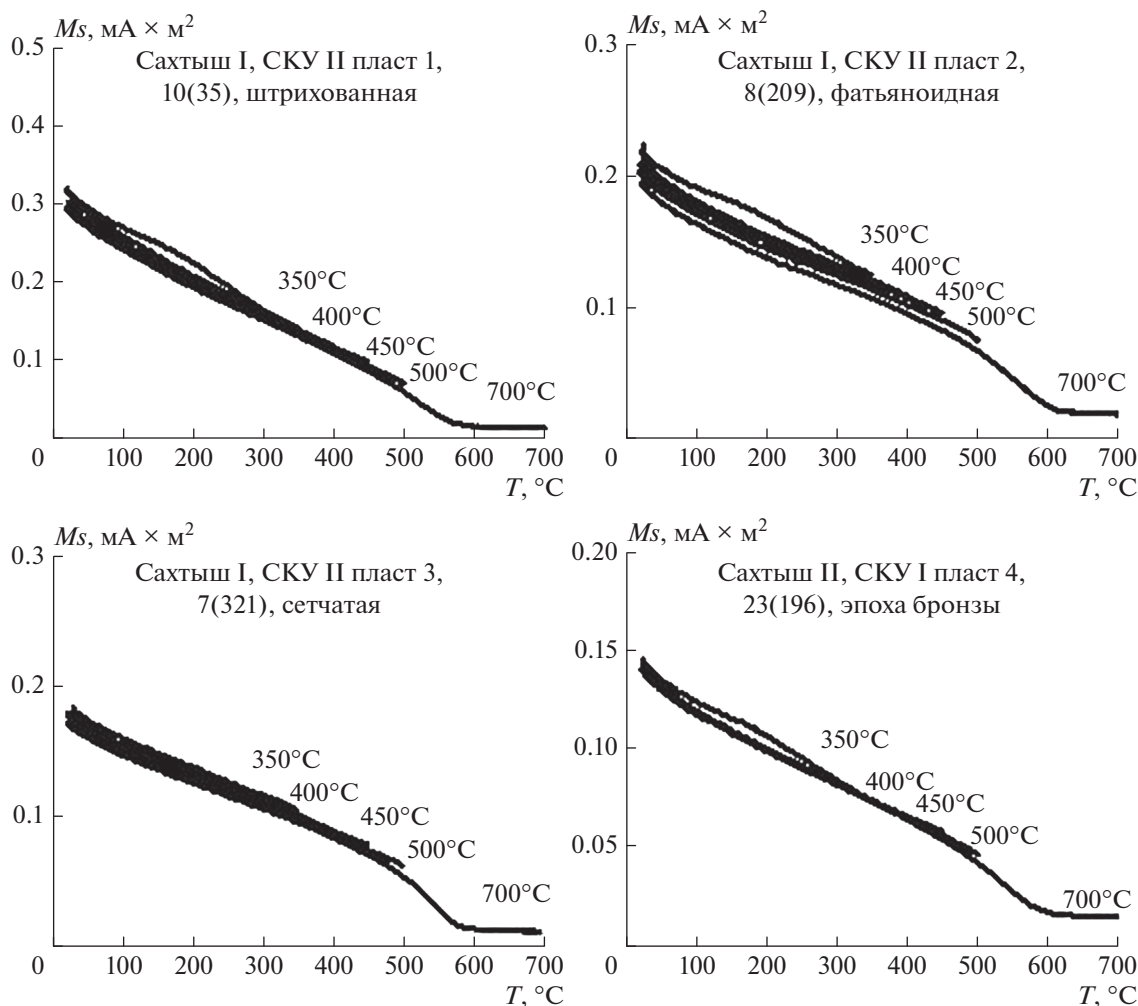 Ms, мА × м²
0.5
Сахтыш I, СКУ II пласт 1,
10(35), штрихованная
0.4
0.3
350°C
0.2
400°C
450°C
0.1
500°C
700°C
0 100 200 300 400 500 600 700
T, °C
Ms, мА × м²
0.3
Сахтыш I, СКУ II пласт 2,
8(209), фатьяноидная
0.2
350°C
400°C
450°C
0.1
500°C
700°C
0 100 200 300 400 500 600 700
T, °C
Ms, мА × м²
0.3
Сахтыш I, СКУ II пласт 3,
7(321), сетчатая
0.2
350°C
400°C
0.1
450°C
500°C
700°C
0 100 200 300 400 500 600 700
T, °C
Ms, мА × м²
0.20
Сахтыш II, СКУ I пласт 4,
23(196), эпоха бронзы
0.15
350°C
0.10
400°C
450°C
0.05
500°C
700°C
0 100 200 300 400 500 600 700
T, °C